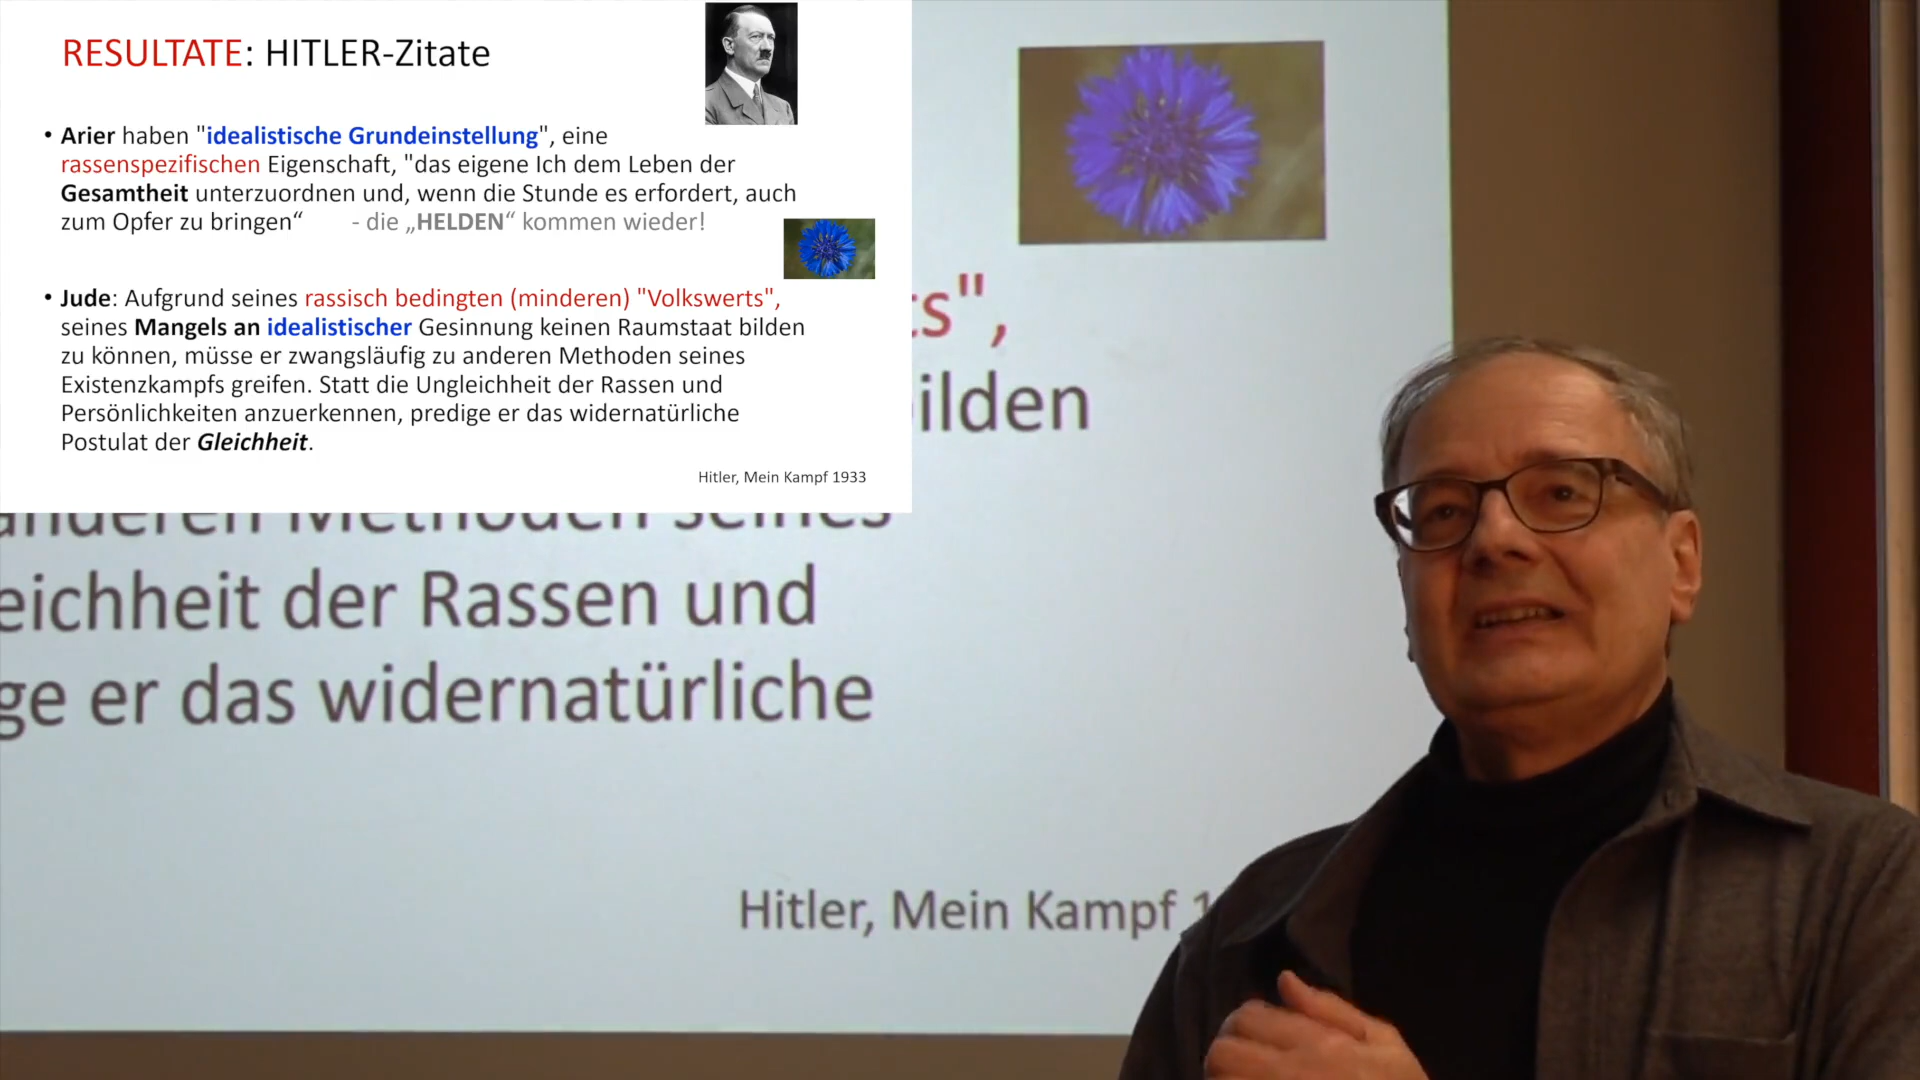 RESULTATE: HITLER-Zitate
• Arier haben "idealistische Grundeinstellung", eine
rassenspezifischen Eigenschaft, "das eigene Ich dem Leben der
Gesamtheit unterzuordnen und, wenn die Stunde es erfordert, auch
zum Opfer zu bringen“ - die „HELDEN“ kommen wieder!
• Jude: Aufgrund seines rassisch bedingten (minderen) "Volkswerts",
seines Mangels an idealistischer Gesinnung keinen Raumstaat bilden
zu können, müsse er zwangsläufig zu anderen Methoden seines
Existenzkampfs greifen. Statt die Ungleichheit der Rassen und
Persönlichkeiten anzuerkennen, predige er das widernatürliche
Postulat der Gleichheit.
Hitler, Mein Kampf 1933
ts",
ilden
anderen Methoden seines
eichheit der Rassen und
ge er das widernatürliche
Hitler, Mein Kampf 1